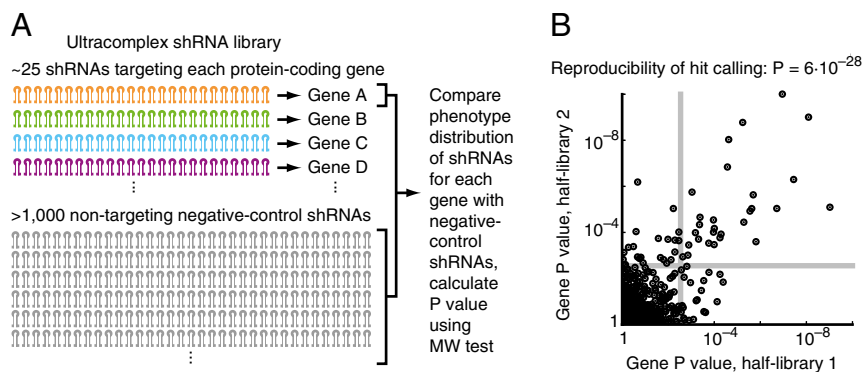 A
Ultracomplex shRNA library
~25 shRNAs targeting each protein-coding gene
Gene A
Gene B
Gene C
Gene D
>1,000 non-targeting negative-control shRNAs
Compare
phenotype
distribution
of shRNAs
for each
gene with
negative-
control
shRNAs,
calculate
P value
using
MW test
B
Reproducibility of hit calling: P = 6·10⁻²⁸
Gene P value, half-library 2
10⁻⁸
10⁻⁴
1
1
10⁻⁴
10⁻⁸
Gene P value, half-library 1